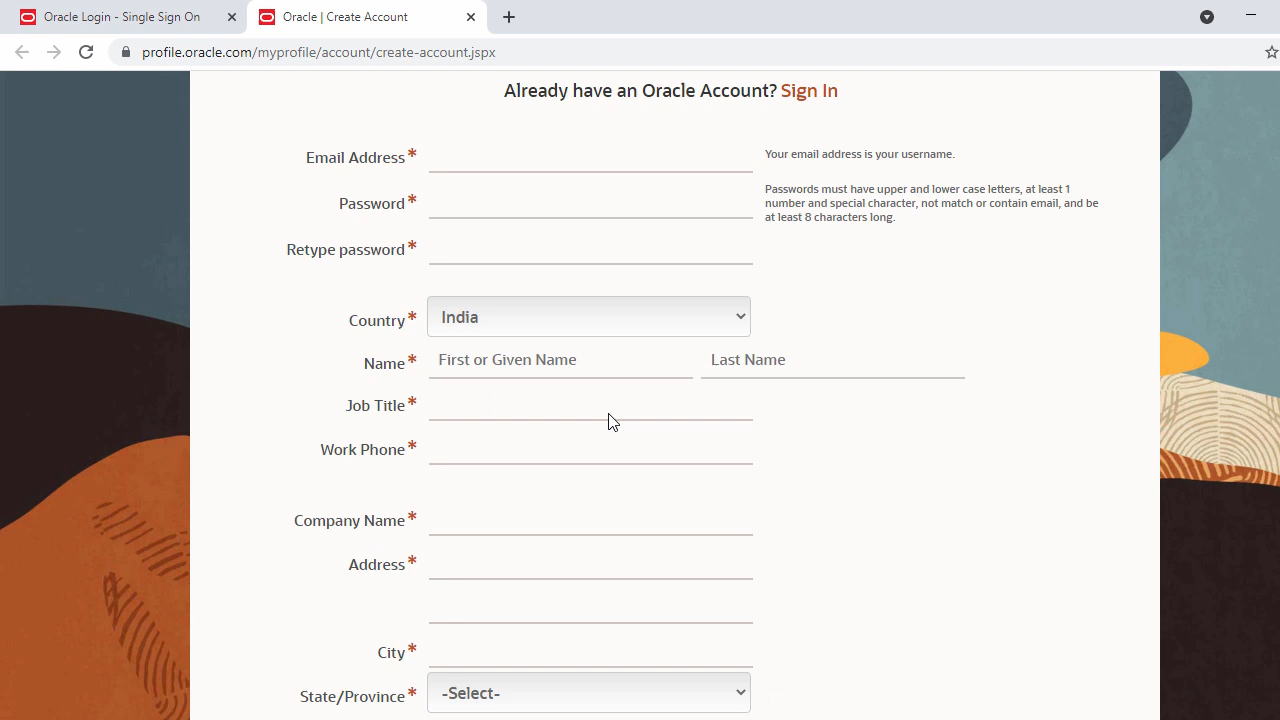 Oracle Login - Single Sign On
Oracle | Create Account
profile.oracle.com/myprofile/account/create-account.jspx
Already have an Oracle Account? Sign In
Email Address*
Your email address is your username.
Password*
Passwords must have upper and lower case letters, at least 1
number and special character, not match or contain email, and be
at least 8 characters long.
Retype password*
Country*
India
Name*
First or Given Name
Last Name
Job Title*
Work Phone*
Company Name*
Address*
City*
State/Province*
-Select-